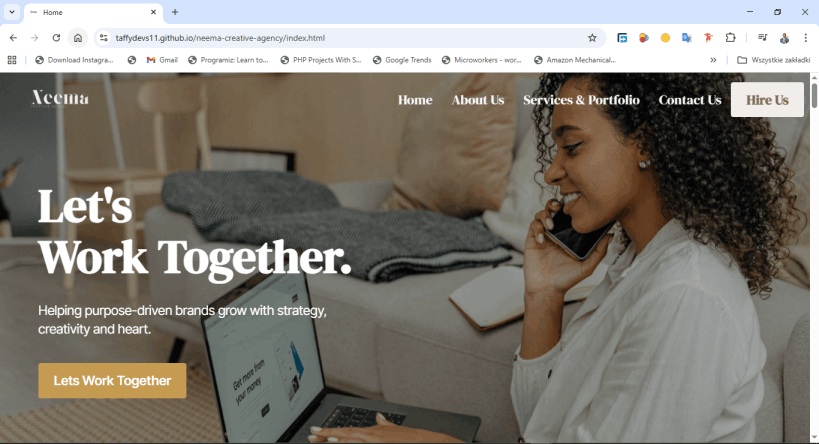 Home
taffydevs11.github.io/neema-creative-agency/index.html
Download Instagra...
Gmail
Programiz: Learn to...
PHP Projects With S...
Google Trends
Microworkers - wor...
Amazon Mechanical...
»
Wszystkie zakładki
Neema
Home
About Us
Services & Portfolio
Contact Us
Hire Us
Let's
Work Together.
Helping purpose-driven brands grow with strategy,
creativity and heart.
Lets Work Together
Get more from
your money